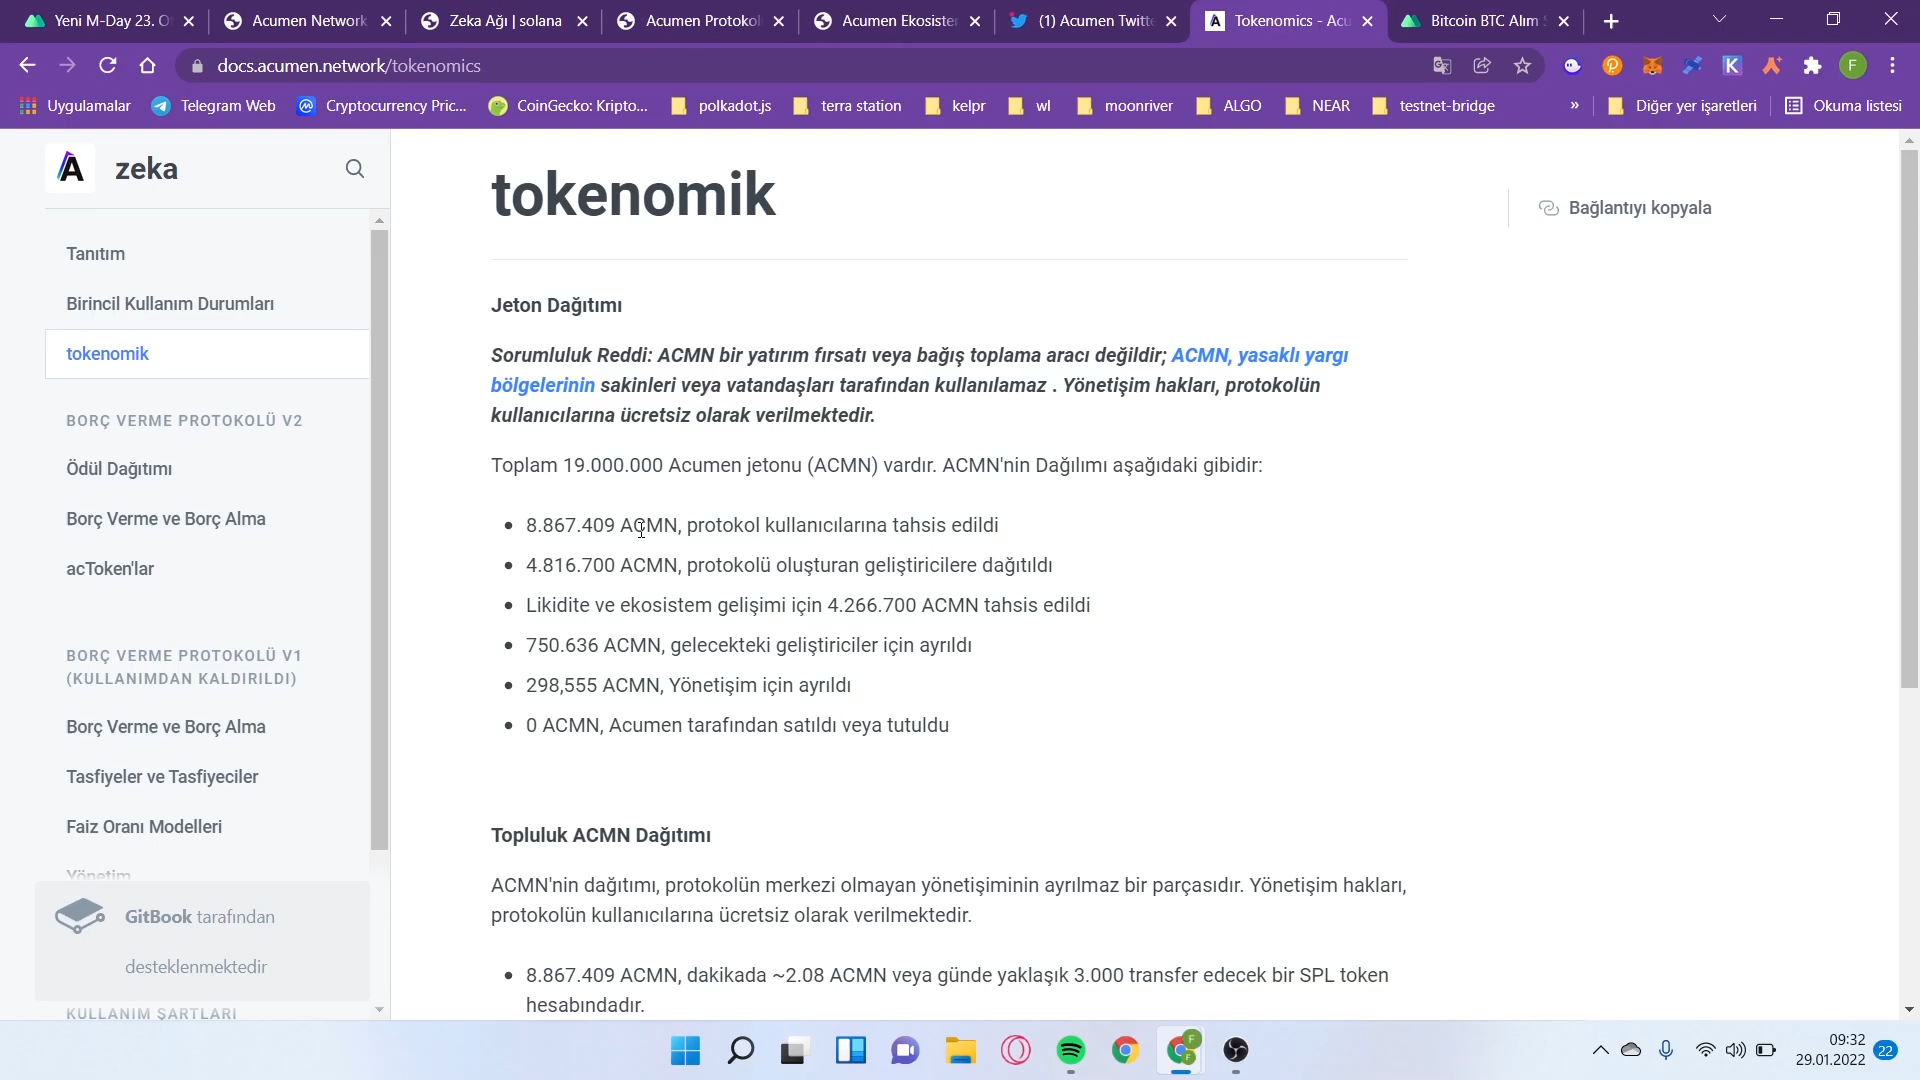 Yeni M-Day 23. O
Acumen Network
Zeka Ağı | solana
Acumen Protokol
Acumen Ekosister
(1) Acumen Twitt
Tokenomics - Acu
Bitcoin BTC Alım S
docs.acumen.network/tokenomics
F
Uygulamalar
Telegram Web
Cryptocurrency Pric...
CoinGecko: Kripto...
polkadot.js
terra station
kelpr
wl
moonriver
ALGO
NEAR
testnet-bridge
»
Diğer yer işaretleri
Okuma listesi
zeka
Tanıtım
Birincil Kullanım Durumları
tokenomik
BORÇ VERME PROTOKOLÜ V2
Ödül Dağıtımı
Borç Verme ve Borç Alma
acToken'lar
BORÇ VERME PROTOKOLÜ V1
(KULLANIMDAN KALDIRILDI)
Borç Verme ve Borç Alma
Tasfiyeler ve Tasfiyeciler
Faiz Oranı Modelleri
Yönetim
GitBook tarafından
desteklenmektedir
KULLANIM ŞARTLARI
tokenomik
Bağlantıyı kopyala
Jeton Dağıtımı
Sorumluluk Reddi: ACMN bir yatırım fırsatı veya bağış toplama aracı değildir; ACMN, yasaklı yargı
bölgelerinin sakinleri veya vatandaşları tarafından kullanılamaz . Yönetişim hakları, protokolün
kullanıcılarına ücretsiz olarak verilmektedir.
Toplam 19.000.000 Acumen jetonu (ACMN) vardır. ACMN'nin Dağılımı aşağıdaki gibidir:
• 8.867.409 ACMN, protokol kullanıcılarına tahsis edildi
• 4.816.700 ACMN, protokolü oluşturan geliştiricilere dağıtıldı
• Likidite ve ekosistem gelişimi için 4.266.700 ACMN tahsis edildi
• 750.636 ACMN, gelecekteki geliştiriciler için ayrıldı
• 298,555 ACMN, Yönetişim için ayrıldı
• 0 ACMN, Acumen tarafından satıldı veya tutuldu
Topluluk ACMN Dağıtımı
ACMN'nin dağıtımı, protokolün merkezi olmayan yönetişiminin ayrılmaz bir parçasıdır. Yönetişim hakları,
protokolün kullanıcılarına ücretsiz olarak verilmektedir.
• 8.867.409 ACMN, dakikada ~2.08 ACMN veya günde yaklaşık 3.000 transfer edecek bir SPL token
hesabındadır.
09:32
29.01.2022
22